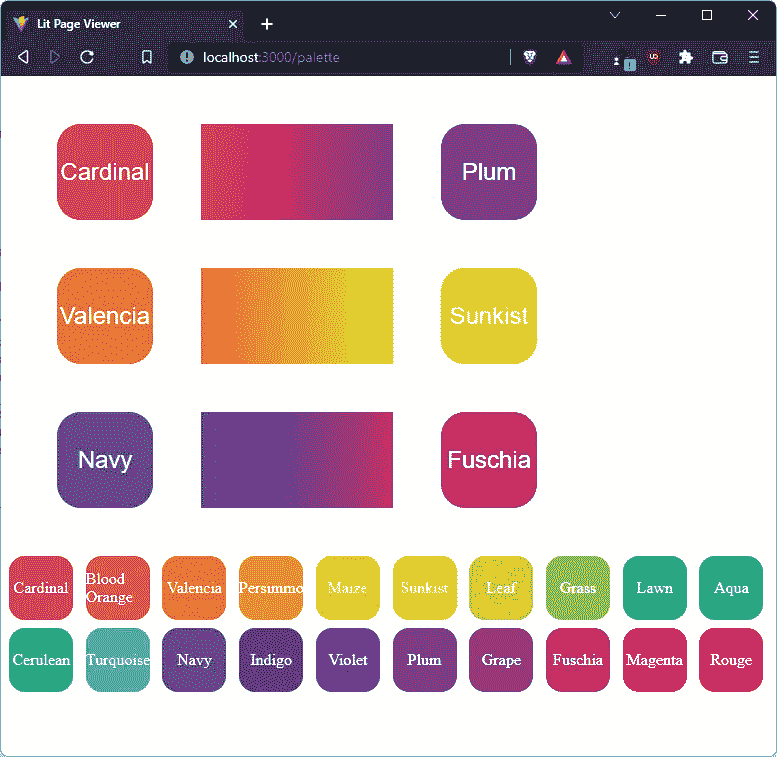 Lit Page Viewer
localhost:3000/palette
Cardinal
Plum
Valencia
Sunkist
Navy
Fuschia
Cardinal
Blood
Orange
Valencia
Persimmo
Maize
Sunkist
Leaf
Grass
Lawn
Aqua
Cerulean
Turquoise
Navy
Indigo
Violet
Plum
Grape
Fuschia
Magenta
Rouge